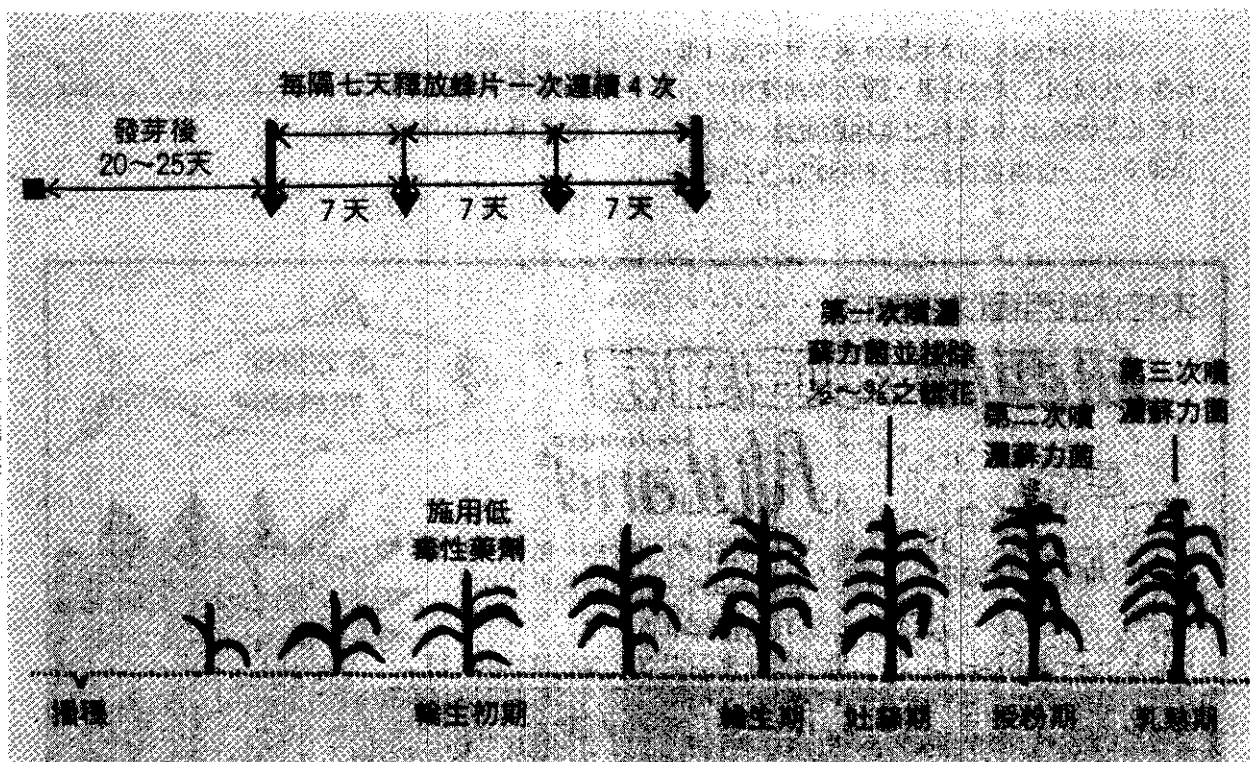 每隔七天釋放蜂片一次連續4次
發芽後
20～25天
7天
7天
7天
第一次噴灑
蘇力菌並拔除
之雄花
第二次噴
灑蘇力菌
第三次噴
灑蘇力菌
施用低
毒性藥劑
播種
輪生初期
輪生期
吐絲期
授粉期
乳熟期